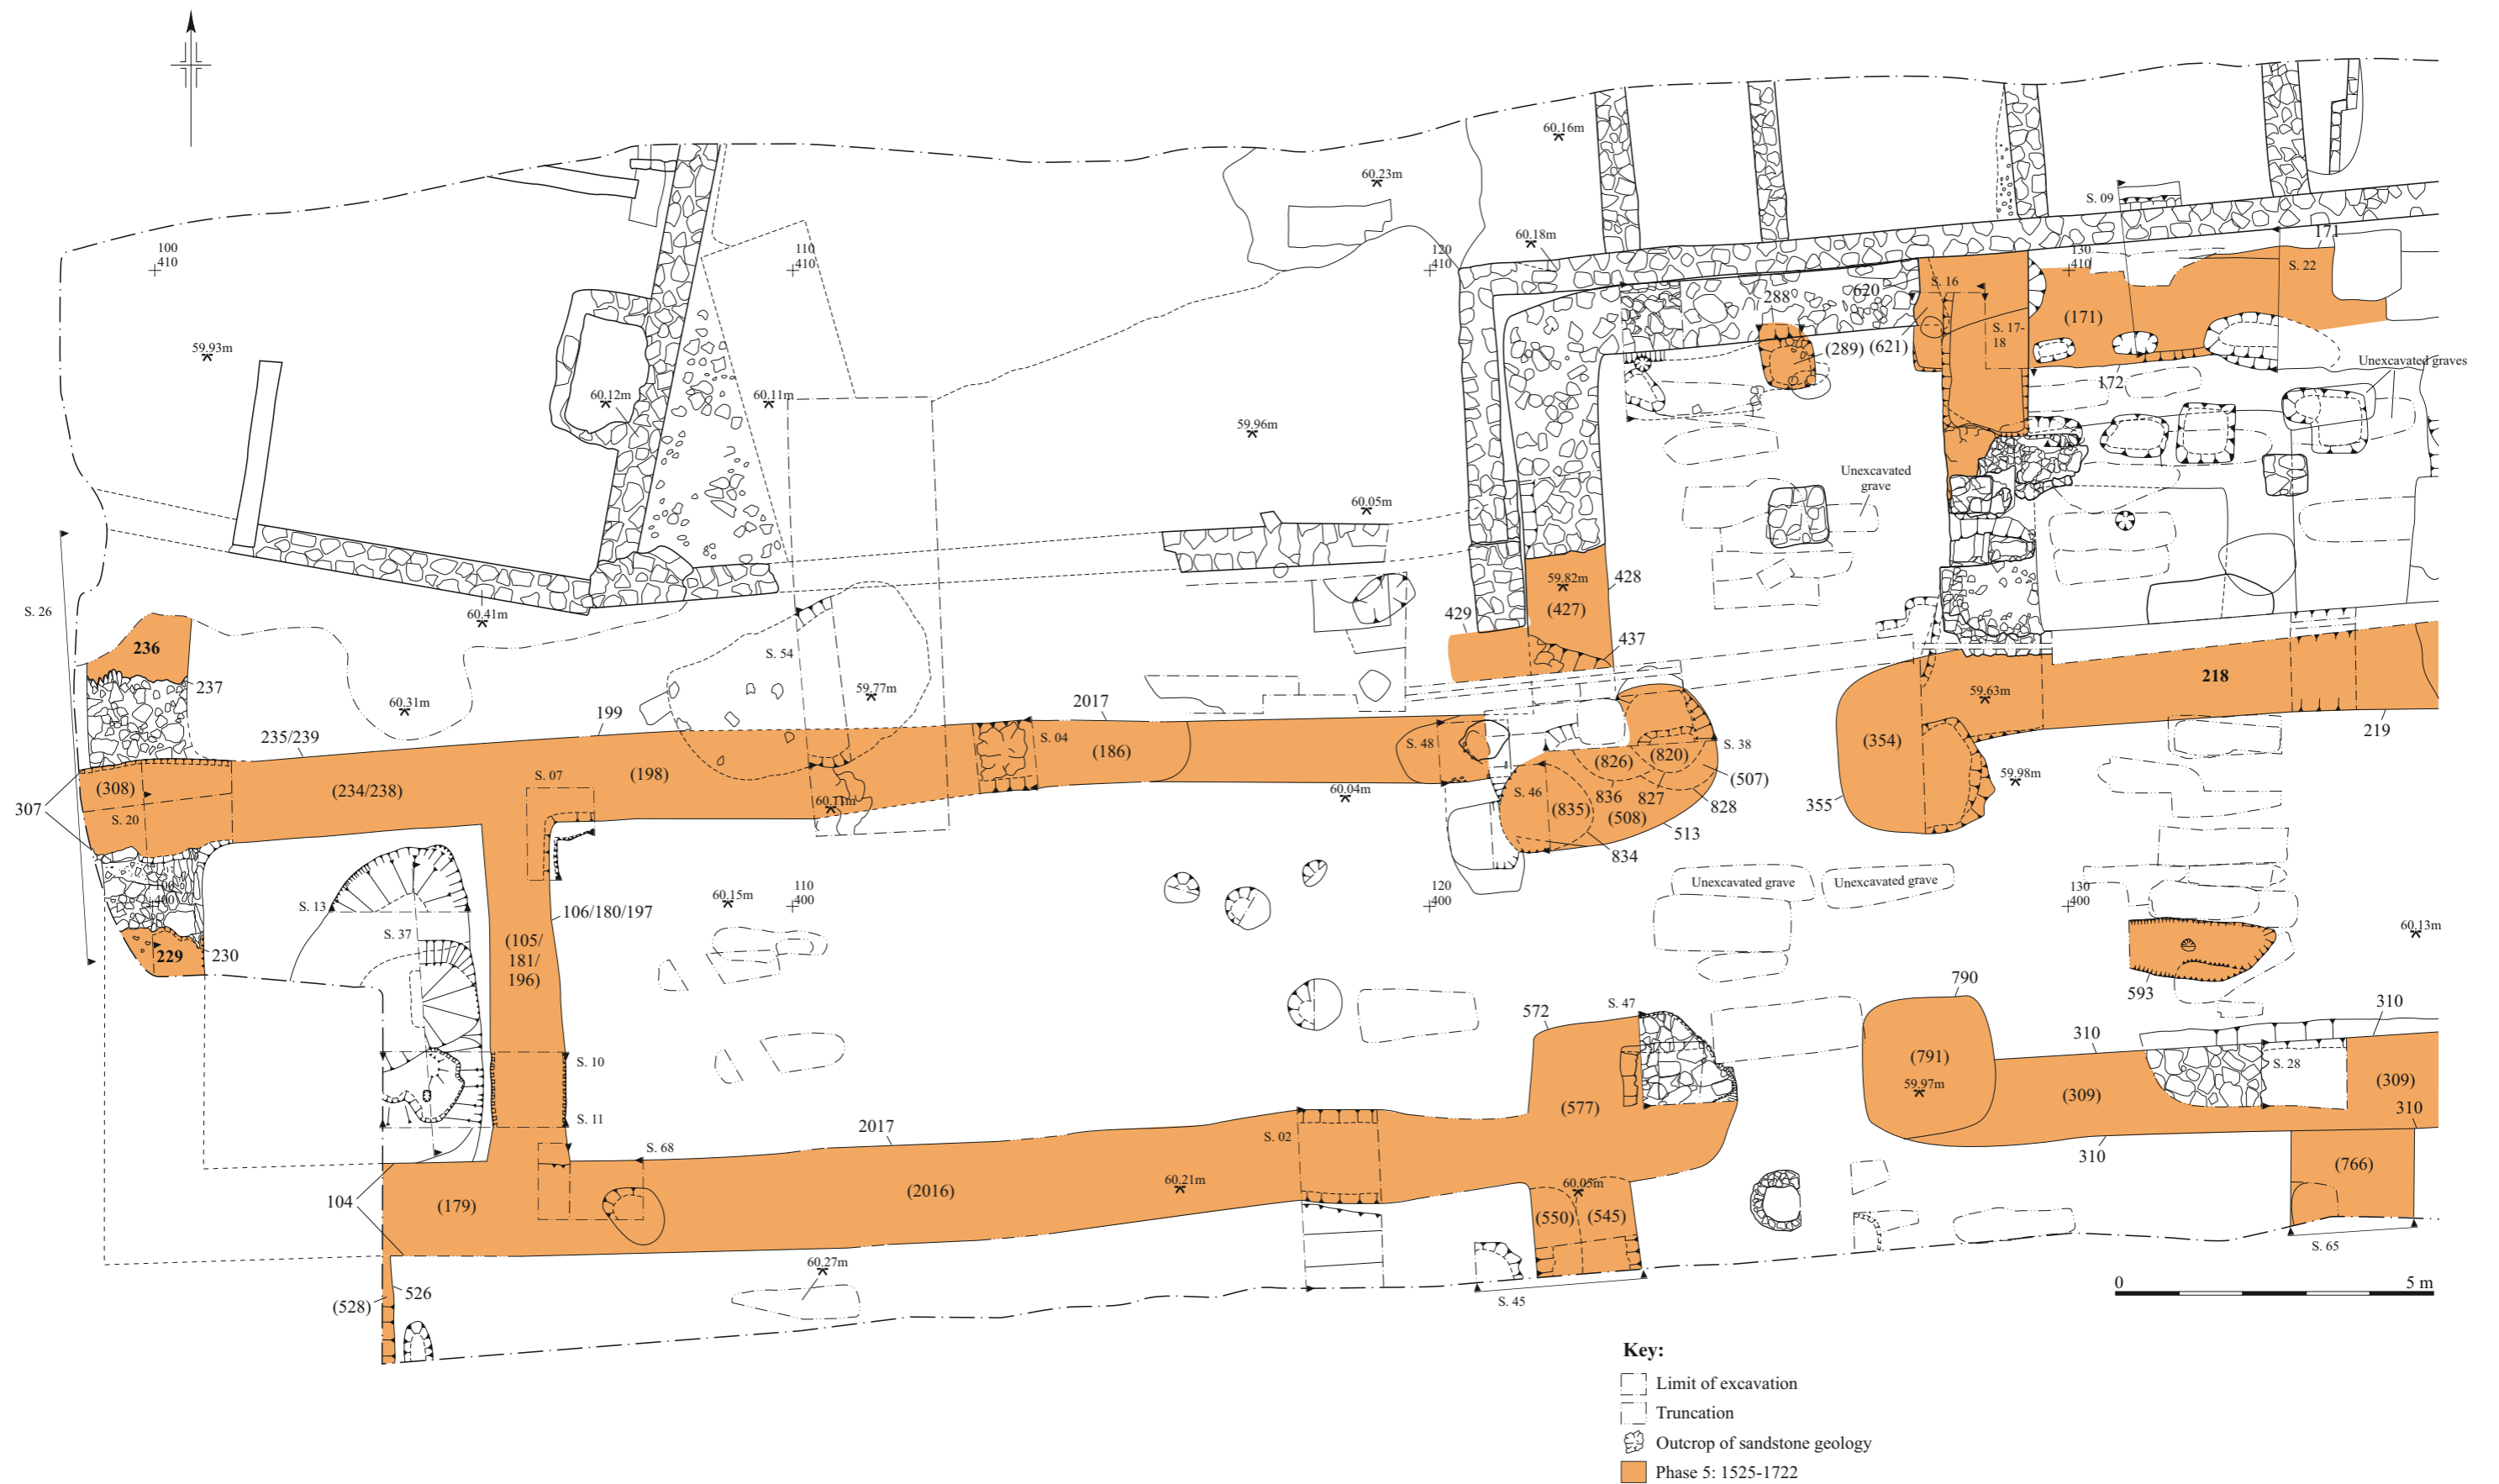 60.16m
60.23m
S. 09
60.18m
171
100
410
110
410
120
410
130
410
S. 22
620
S. 16
288
(171)
S. 17-
18
(289)
(621)
59.93m
Unexcavated graves
172
60.12m
60.11m
59.96m
Unexcavated
grave
60.05m
59.82m
428
(427)
429
S. 26
60.41m
437
236
S. 54
237
59.77m
59.63m
218
60.31m
199
2017
235/239
219
(186)
S. 04
S. 48
S. 38
(354)
(826)
(820)
(198)
S. 07
(507)
59.98m
(308)
(234/238)
307
S. 20
60.11m
60.04m
S. 46
(835)
836
827
828
(508)
355
513
834
100
400
110
400
120
400
130
400
Unexcavated grave
Unexcavated grave
60.15m
S. 13
106/180/197
S. 37
60.13m
(105/
181/
196)
229
230
593
790
310
S. 47
572
310
S. 10
(791)
S. 28
59.97m
(309)
(309)
(577)
310
S. 11
2017
S. 02
S. 68
310
(766)
60.21m
60.05m
(2016)
104
(179)
(550)
(545)
S. 65
60.27m
526
(528)
S. 45
0
5 m
Key:
Limit of excavation
Truncation
Outcrop of sandstone geology
Phase 5: 1525-1722